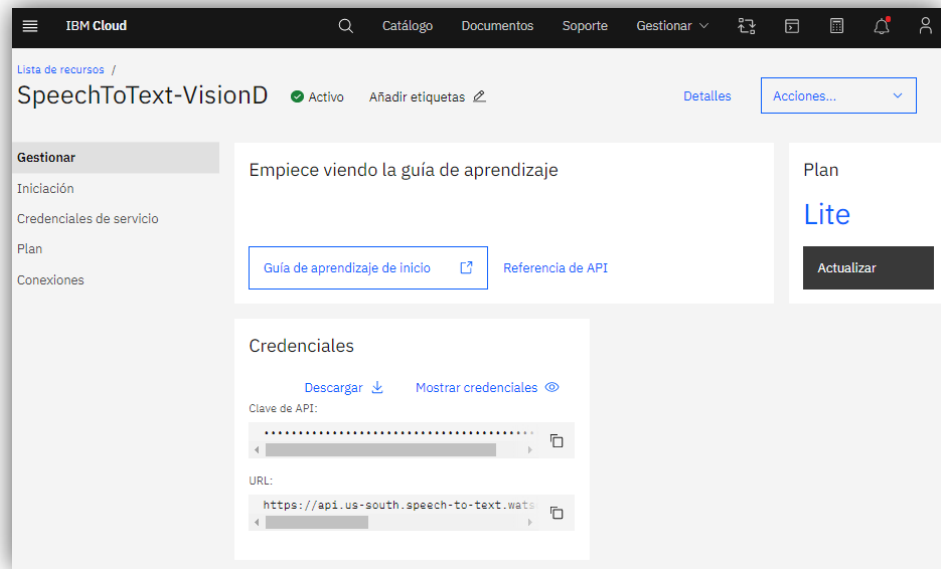 IBM Cloud Catálogo Documentos Soporte Gestionar
Lista de recursos /
SpeechToText-VisionD Activo Añadir etiquetas Detalles Acciones...
Gestionar
Iniciación
Credenciales de servicio
Plan
Conexiones
Empiece viendo la guía de aprendizaje
Guía de aprendizaje de inicio Referencia de API
Plan
Lite
Actualizar
Credenciales
Descargar Mostrar credenciales
Clave de API:
••••••••••••••••••••••••••••••••••••••••
URL:
https://api.us-south.speech-to-text.wats